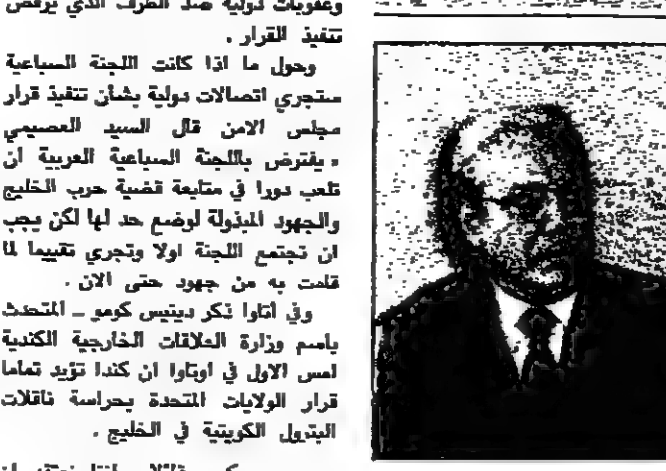 وعقوبات دولية ضد الطرف الذي يرفض
تنفيذ القرار .
وحول ما اذا كانت اللجنة السباعية
ستجري اتصالات دولية بشأن تنفيذ قرار
مجلس الامن قال السيد العصيمي
« يفترض باللجنة السباعية العربية ان
تلعب دورا في متابعة قضية حرب الخليج
والجهود المبذولة لوضع حد لها لكن يجب
ان تجتمع اللجنة اولا وتجري تقييما لما
قامت به من جهود حتى الان .
وفي اتاوا ذكر دينيس كومو ــ المتحدث
باسم وزارة العلاقات الخارجية الكندية
امس الاول في اوتاوا ان كندا تؤيد تماما
قرار الولايات المتحدة بحراسة ناقلات
البترول الكويتية في الخليج .